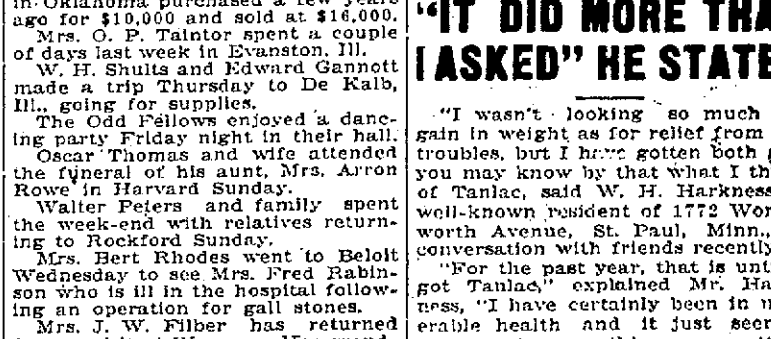 in Oklahoma purchased a few years
ago for $10,000 and sold at $16,000.
Mrs. O. P. Taintor spent a couple
of days last week in Evanston, Ill.
W. H. Shults and Edward Gannott
made a trip Thursday to De Kalb,
Ill., going for supplies.
The Odd Fellows enjoyed a danc-
ing party Friday night in their hall.
Oscar Thomas and wife attended
the funeral of his aunt, Mrs. Arron
Rowe in Harvard Sunday.
Walter Peters and family spent
the week-end with relatives return-
ing to Rockford Sunday.
Mrs. Bert Rhodes went to Beloit
Wednesday to see Mrs. Fred Rabin-
son who is ill in the hospital follow-
ing an operation for gall stones.
Mrs. J. W. Filber has returned
"IT DID MORE THA
I ASKED" HE STATE
"I wasn't looking so much
gain in weight as for relief from
troubles, but I have gotten both
you may know by that what I th
of Tanlac, said W. H. Harkness
well-known resident of 1772 Wor
worth Avenue, St. Paul, Minn.,
conversation with friends recently
"For the past year, that is unt
got Tanlac," explained Mr. Ha
ness, "I have certainly been in
erable health and it just seer